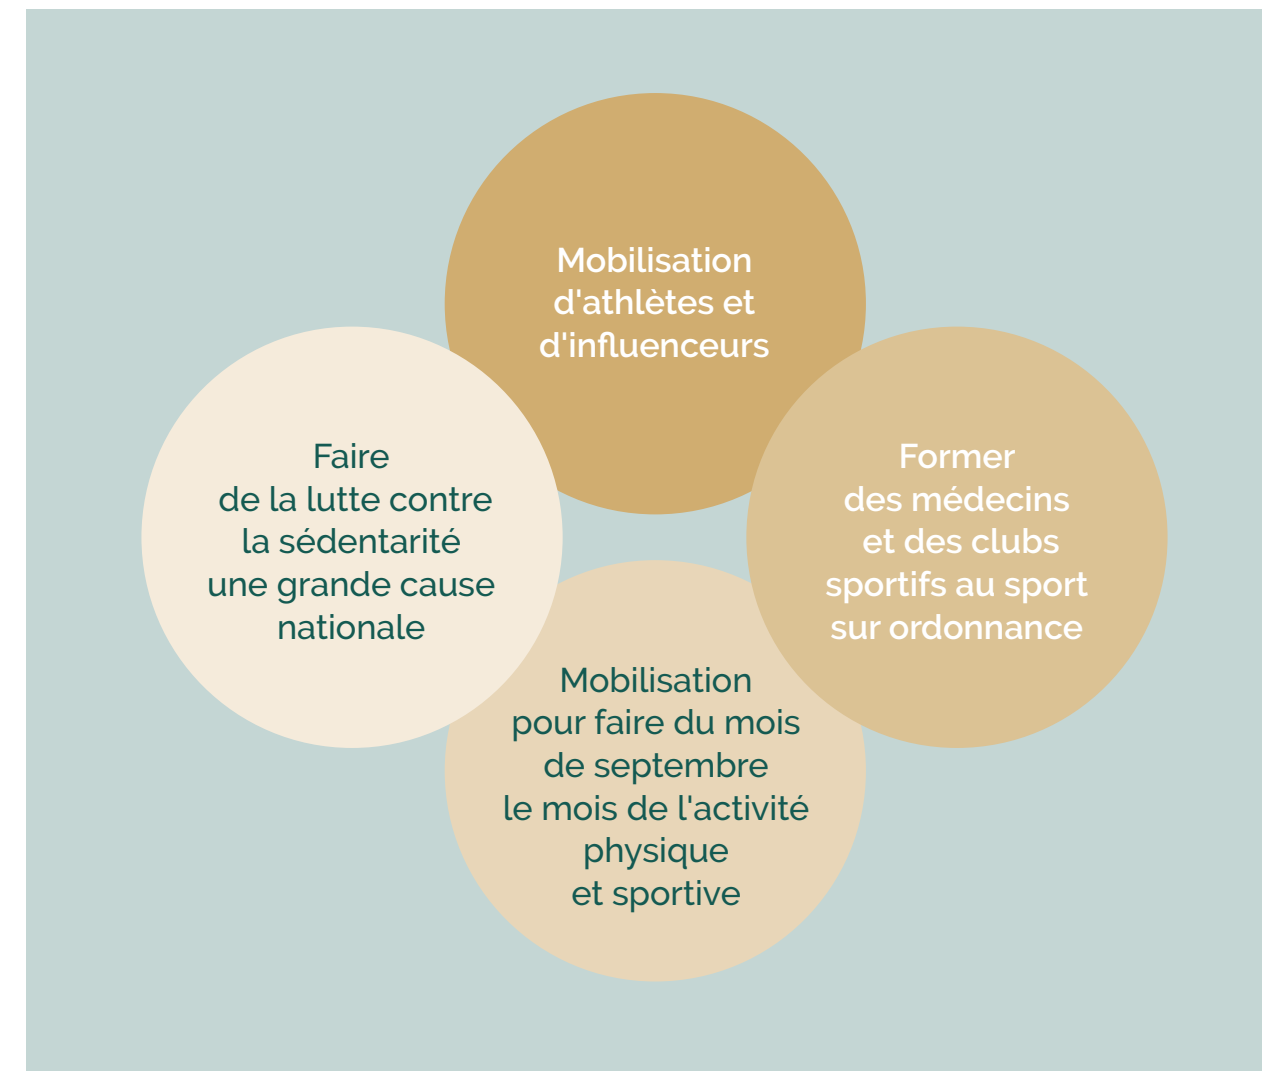 Mobilisation
d'athlètes et
d'influenceurs
Faire
de la lutte contre
la sédentarité
une grande cause
nationale
Former
des médecins
et des clubs
sportifs au sport
sur ordonnance
Mobilisation
pour faire du mois
de septembre
le mois de l'activité
physique
et sportive